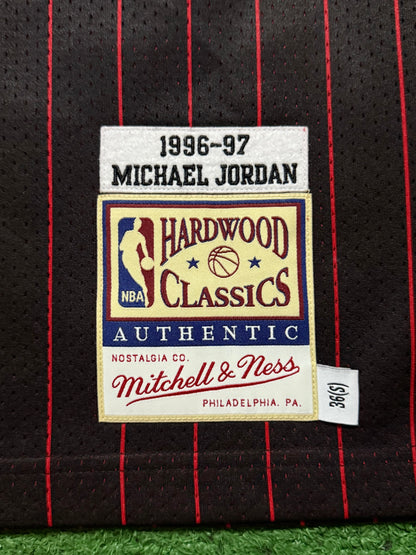 1996-97
MICHAEL JORDAN
HARDWOOD
NBA
CLASSICS
AUTHENTIC
NOSTALGIA CO.
Mitchell & Ness
PHILADELPHIA, PA.
36(S)